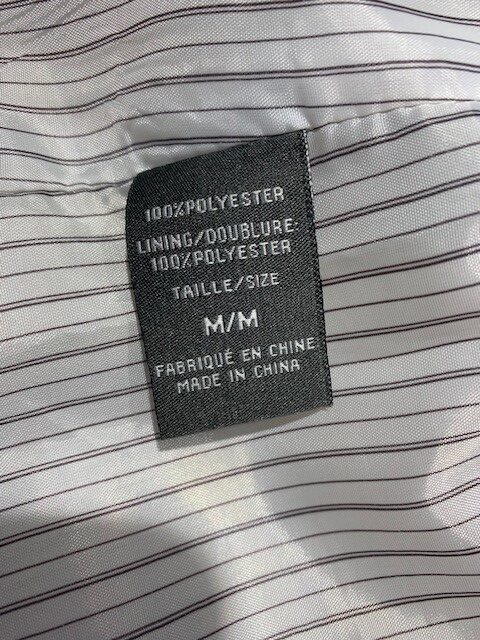 100%POLYESTER
LINING/DOUBLURE:
100%POLYESTER
TAILLE/SIZE
M/M
FABRIQUÉ EN CHINE
MADE IN CHINA